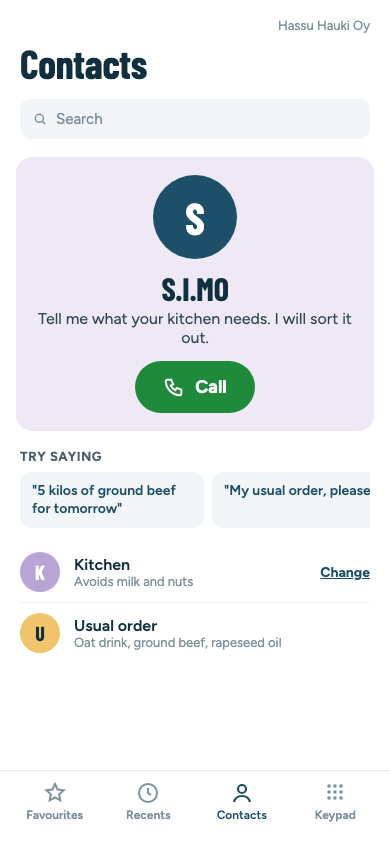 Hassu Hauki Oy
Contacts
Search
S
S.I.MO
Tell me what your kitchen needs. I will sort it
out.
Call
TRY SAYING
"5 kilos of ground beef
for tomorrow"
"My usual order, please
K
Kitchen
Avoids milk and nuts
Change
U
Usual order
Oat drink, ground beef, rapeseed oil
Favourites
Recents
Contacts
Keypad